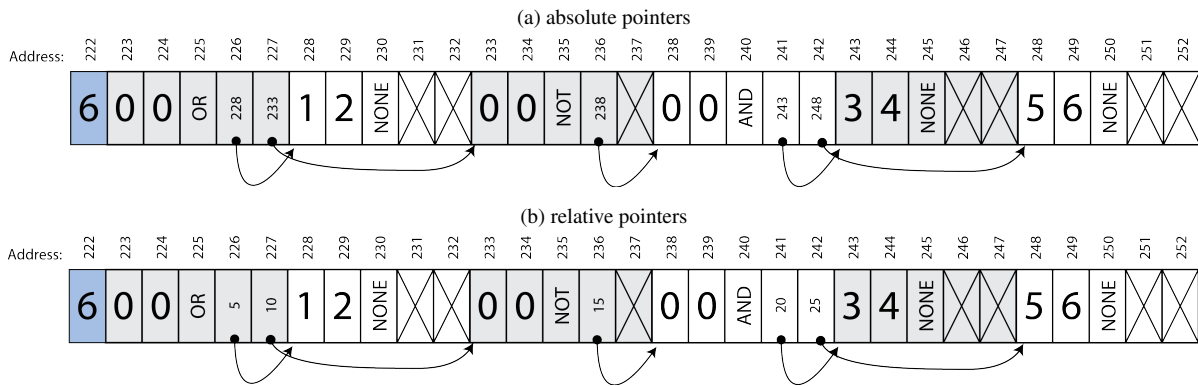 (a) absolute pointers
Address: 222 223 224 225 226 227 228 229 230 231 232 233 234 235 236 237 238 239 240 241 242 243 244 245 246 247 248 249 250 251 252
6 0 0 OR 228 233 1 2 NONE 0 0 NOT 238 0 0 AND 243 248 3 4 NONE 5 6 NONE
(b) relative pointers
Address: 222 223 224 225 226 227 228 229 230 231 232 233 234 235 236 237 238 239 240 241 242 243 244 245 246 247 248 249 250 251 252
6 0 0 OR 5 10 1 2 NONE 0 0 NOT 15 0 0 AND 20 25 3 4 NONE 5 6 NONE